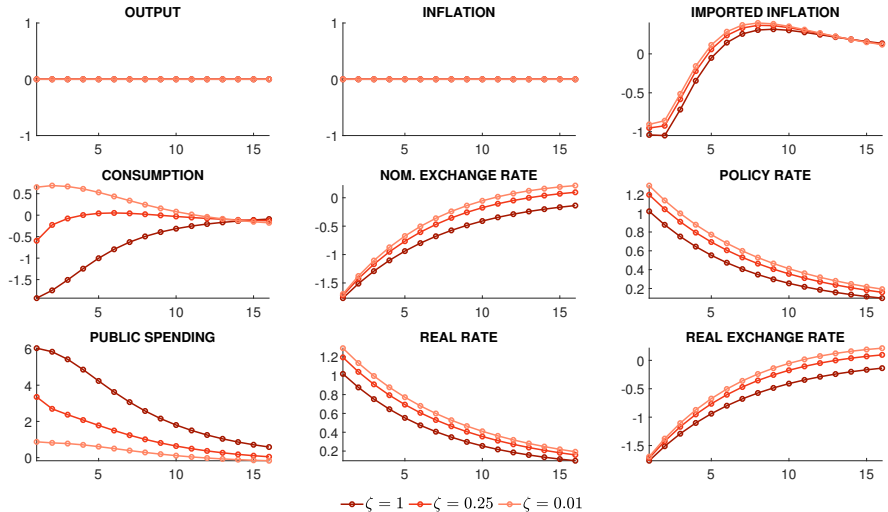 OUTPUT INFLATION IMPORTED INFLATION
1 1
0 0 0
-1 -1 -1
5 10 15 5 10 15 5 10 15
CONSUMPTION NOM. EXCHANGE RATE POLICY RATE
0.5 0 1.2
0 -0.5 1
-0.5 -1 0.8
-1 -1.5 0.6
-1.5 0.4
0.2
5 10 15 5 10 15 5 10 15
PUBLIC SPENDING REAL RATE REAL EXCHANGE RATE
6 1.2 0
4 1 -0.5
2 0.8 -1
0 0.6 -1.5
0.4
0.2
5 10 15 5 10 15 5 10 15
ζ = 1 ζ = 0.25 ζ = 0.01